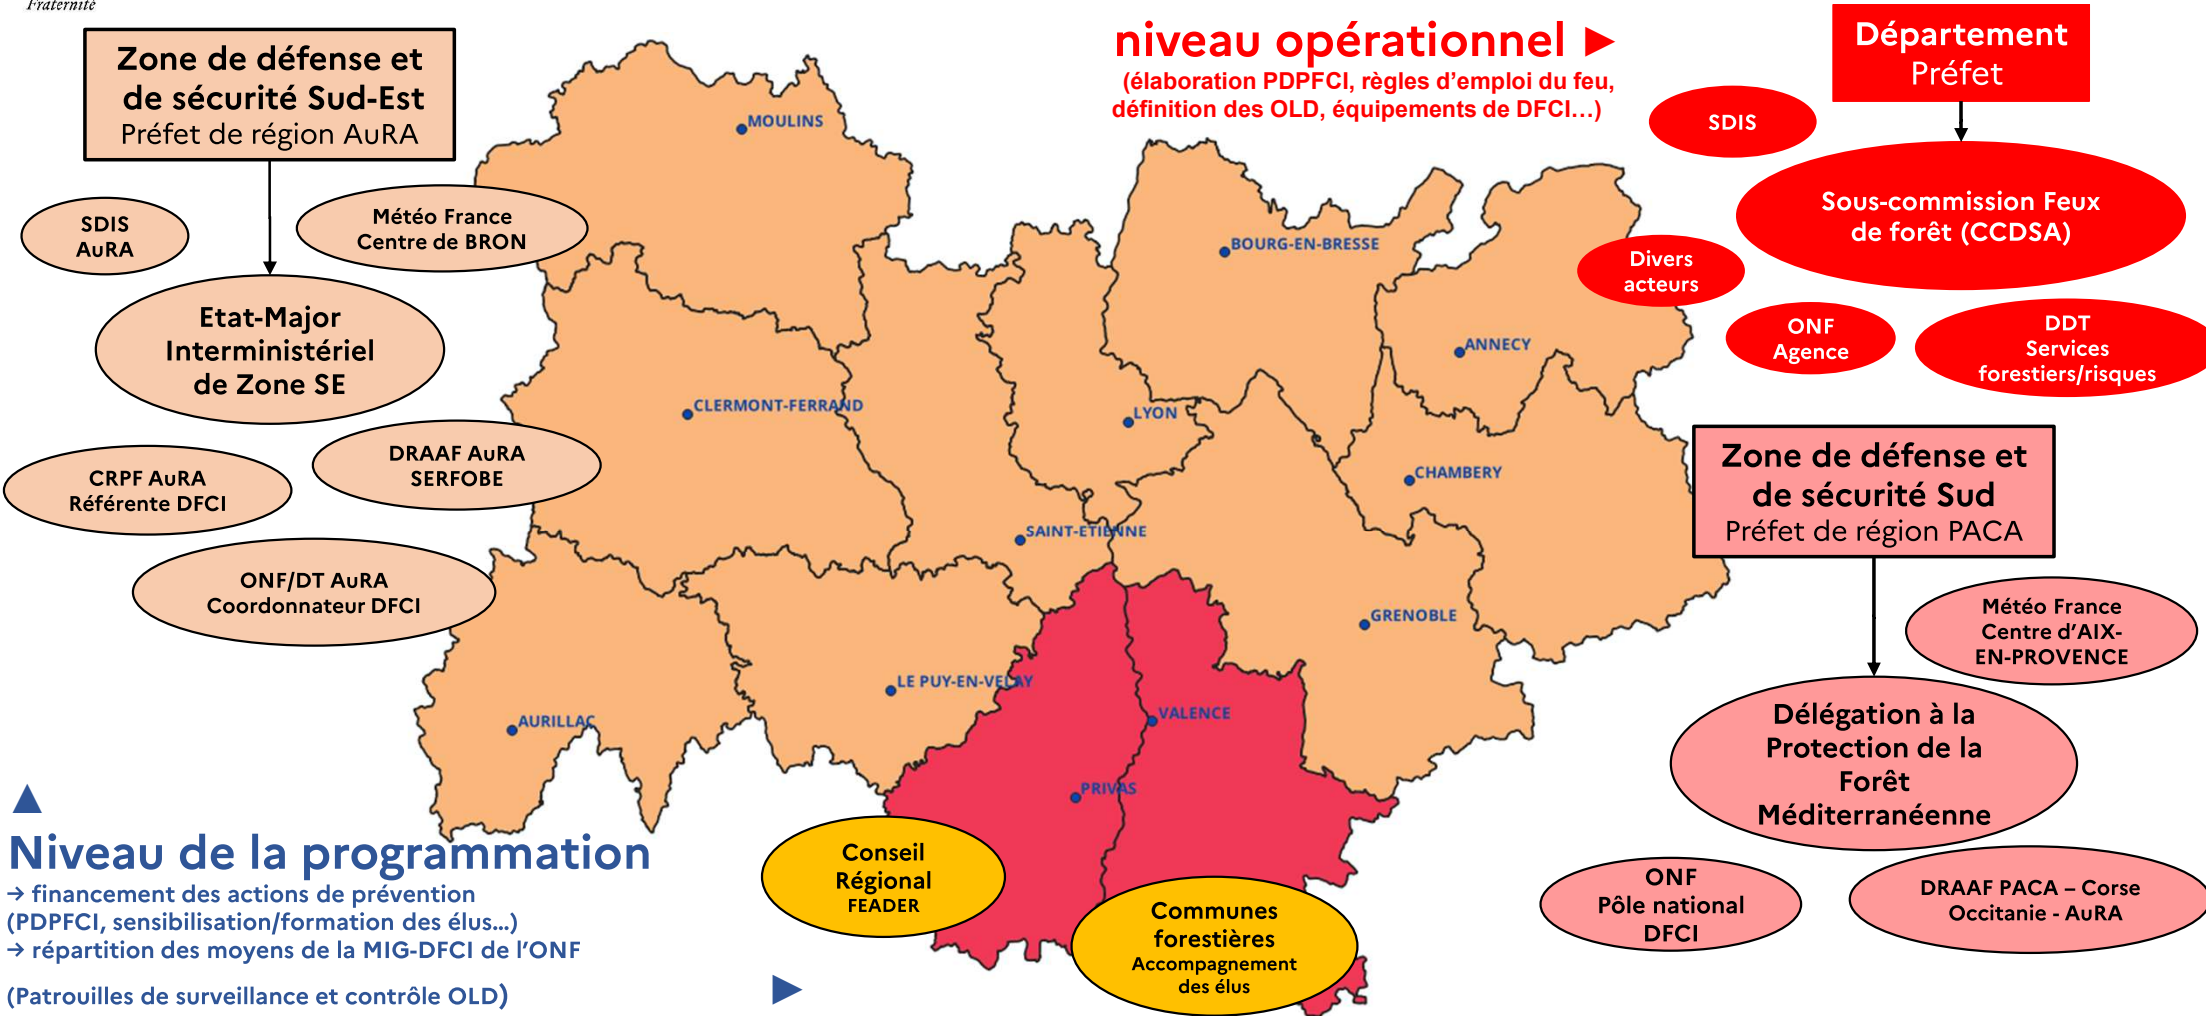 Fraternité
Zone de défense et
de sécurité Sud-Est
Préfet de région AuRA
SDIS
AuRA
Météo France
Centre de BRON
Etat-Major
Interministériel
de Zone SE
CRPF AuRA
Référente DFCI
DRAAF AuRA
SERFOBE
ONF/DT AuRA
Coordonnateur DFCI
Niveau de la programmation
→ financement des actions de prévention
(PDPFCI, sensibilisation/formation des élus...)
→ répartition des moyens de la MIG-DFCI de l’ONF
(Patrouilles de surveillance et contrôle OLD)
MOULINS
BOURG-EN-BRESSE
ANNECY
CLERMONT-FERRAND
LYON
CHAMBERY
SAINT-ETIENNE
GRENOBLE
LE PUY-EN-VELAY
VALENCE
AURILLAC
PRIVAS
Conseil
Régional
FEADER
Communes
forestières
Accompagnement
des élus
niveau opérationnel ►
(élaboration PDPFCI, règles d’emploi du feu,
définition des OLD, équipements de DFCI...)
Département
Préfet
SDIS
Sous-commission Feux
de forêt (CCDSA)
Divers
acteurs
ONF
Agence
DDT
Services
forestiers/risques
Zone de défense et
de sécurité Sud
Préfet de région PACA
Météo France
Centre d’AIX-
EN-PROVENCE
Délégation à la
Protection de la
Forêt
Méditerranéenne
ONF
Pôle national
DFCI
DRAAF PACA – Corse
Occitanie - AuRA